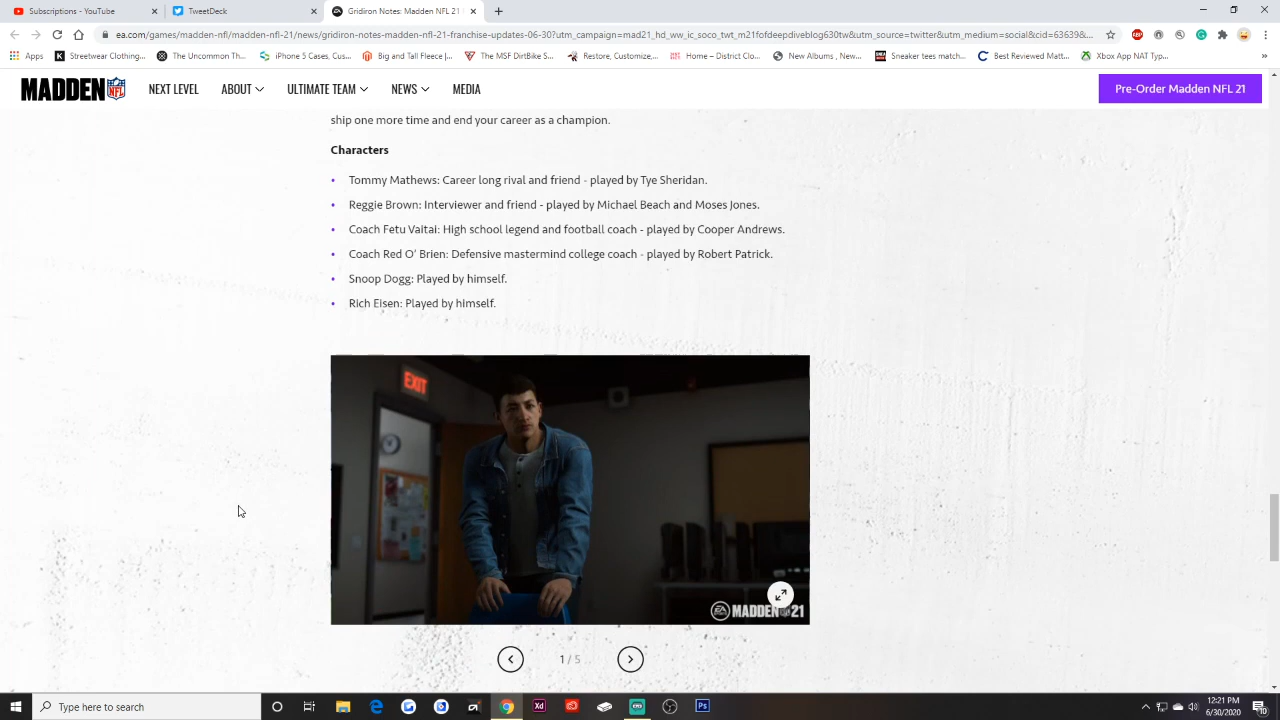 Subscriptions - YouTube
TweetDeck
Gridiron Notes: Madden NFL 21
ea.com/games/madden-nfl/madden-nfl-21/news/gridiron-notes-madden-nfl-21-franchise-updates-06-30?utm_campaign=mad21_hd_ww_ic_soco_twt_m21fofdeepdiveblog630tw&utm_source=twitter&utm_medium=social&cid=63639&...
Apps
Streetwear Clothing...
The Uncommon Th...
iPhone 5 Cases, Cus...
Big and Tall Fleece J...
The M5F DirtBike S...
Restore, Customize,...
Home – District Clo...
New Albums , Ne...
Sneaker tees match...
Best Reviewed Matt...
Xbox App NAT Typ...
MADDEN NFL
NEXT LEVEL
ABOUT
ULTIMATE TEAM
NEWS
MEDIA
Pre-Order Madden NFL 21
ship one more time and end your career as a champion.
Characters
• Tommy Mathews: Career long rival and friend - played by Tye Sheridan.
• Reggie Brown: Interviewer and friend - played by Michael Beach and Moses Jones.
• Coach Fetu Vaitai: High school legend and football coach - played by Cooper Andrews.
• Coach Red O’ Brien: Defensive mastermind college coach - played by Robert Patrick.
• Snoop Dogg: Played by himself.
• Rich Eisen: Played by himself.
EXIT
MADDEN 21
1 / 5
Type here to search
12:21 PM
6/30/2020